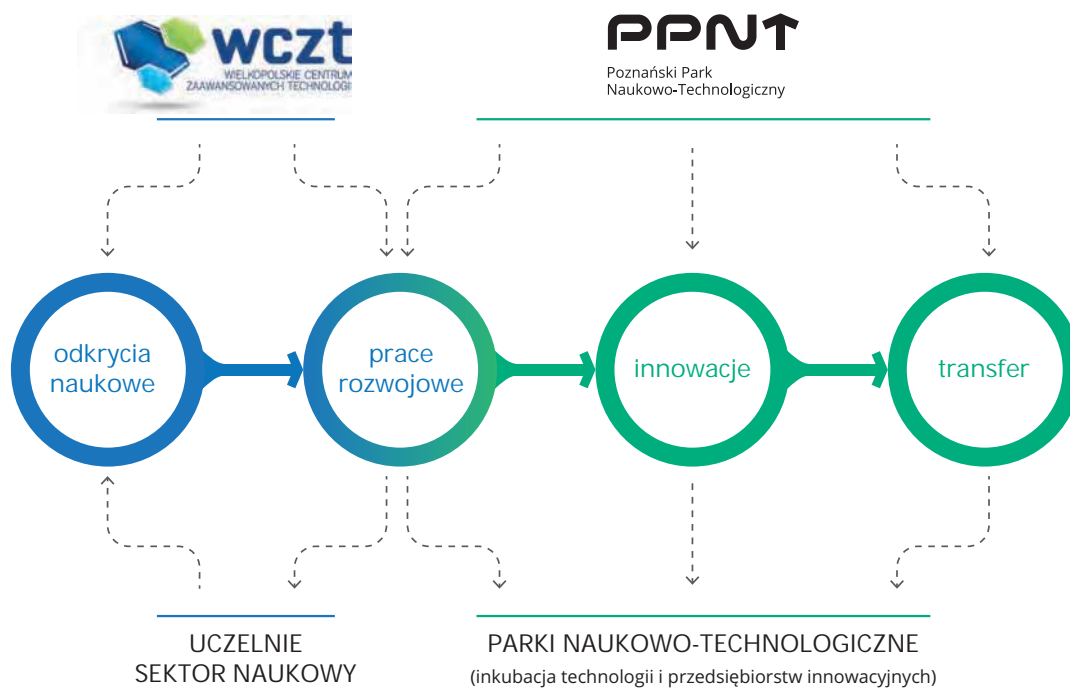 wczt
WIELKOPOLSKIE CENTRUM
ZAAWANSOWANYCH TECHNOLOGI
PPNT
Poznański Park
Naukowo-Technologiczny
odkrycia
naukowe
prace
rozwojowe
innowacje
transfer
UCZELNIE
SEKTOR NAUKOWY
PARKI NAUKOWO-TECHNOLOGICZNE
(inkubacja technologii i przedsiębiorstw innowacyjnych)